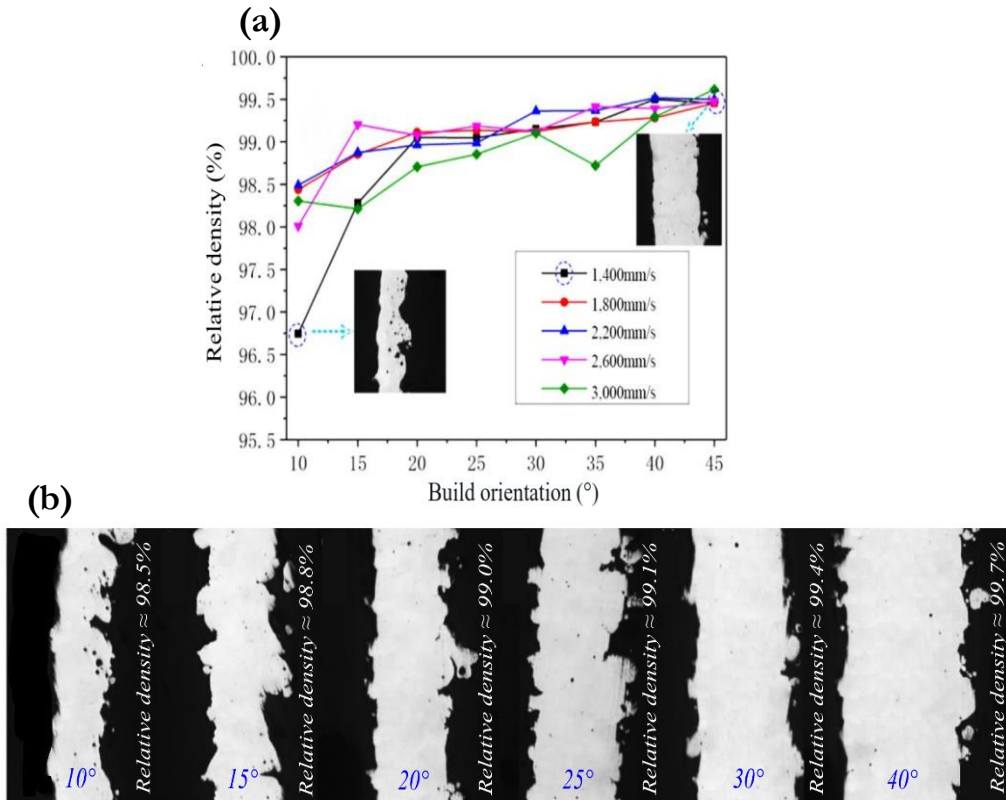 (a)
100.0
99.5
99.0
98.5
98.0
97.5
97.0
96.5
96.0
95.5
Relative density (%)
10 15 20 25 30 35 40 45
Build orientation (°)
1,400mm/s
1,800mm/s
2,200mm/s
2,600mm/s
3,000mm/s
(b)
10°
Relative density ≈ 98.5%
15°
Relative density ≈ 98.8%
20°
Relative density ≈ 99.0%
25°
Relative density ≈ 99.1%
30°
Relative density ≈ 99.4%
40°
Relative density ≈ 99.7%